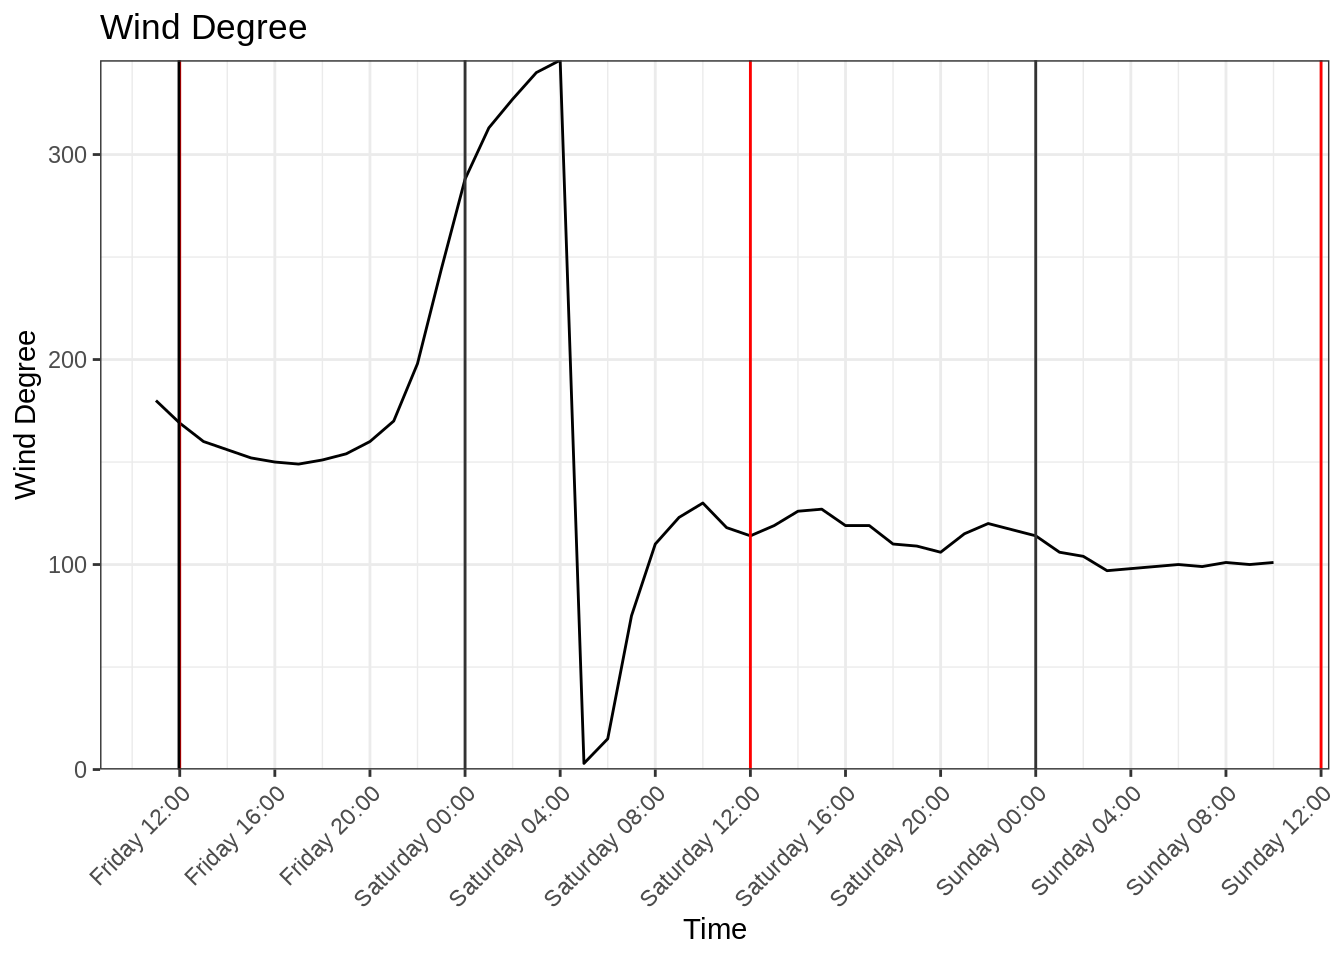 Wind Degree
Wind Degree
300
200
100
0
Friday 12:00
Friday 16:00
Friday 20:00
Saturday 00:00
Saturday 04:00
Saturday 08:00
Saturday 12:00
Saturday 16:00
Saturday 20:00
Sunday 00:00
Sunday 04:00
Sunday 08:00
Sunday 12:00
Time